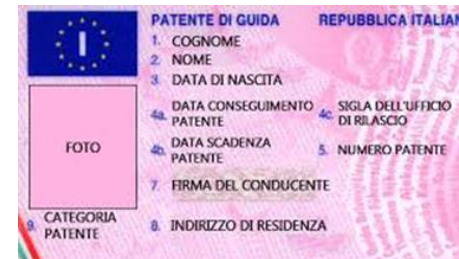 I
PATENTE DI GUIDA REPUBBLICA ITALIAN
1. COGNOME
2. NOME
3. DATA DI NASCITA
4a. DATA CONSEGUIMENTO PATENTE
4c. SIGLA DELL'UFFICIO DI RILASCIO
4b. DATA SCADENZA PATENTE
5. NUMERO PATENTE
FOTO
7. FIRMA DEL CONDUCENTE
9. CATEGORIA PATENTE
8. INDIRIZZO DI RESIDENZA